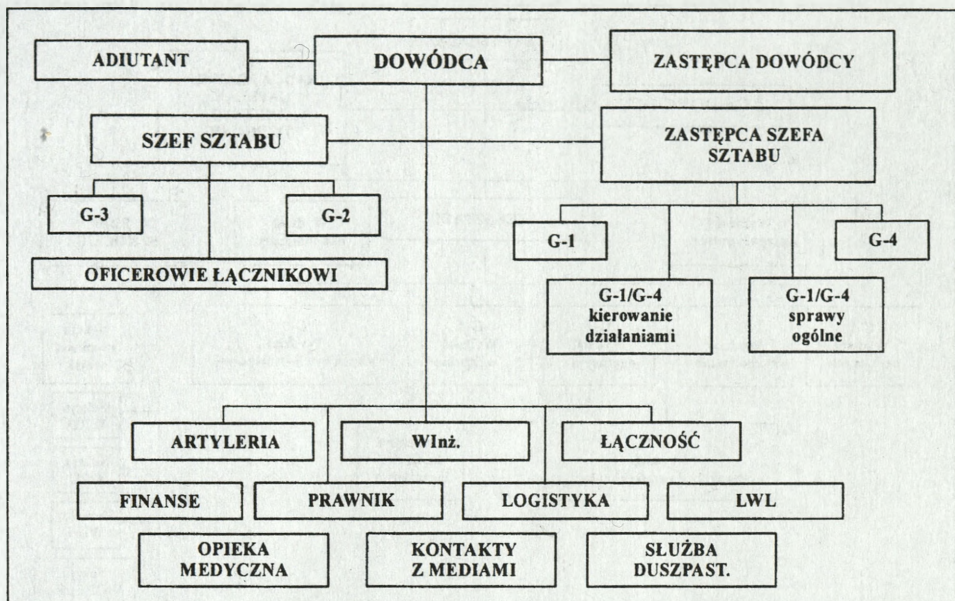 ADIUTANT
DOWÓDCA
ZASTĘPCA DOWÓDCY
SZEF SZTABU
ZASTĘPCA SZEFA
SZTABU
G-3
G-2
G-1
G-4
OFICEROWIE ŁĄCZNIKOWI
G-1/G-4
kierowanie
działaniami
G-1/G-4
sprawy
ogólne
ARTYLERIA
WInż.
ŁĄCZNOŚĆ
FINANSE
PRAWNIK
LOGISTYKA
LWL
OPIEKA
MEDYCZNA
KONTAKTY
Z MEDIAMI
SŁUŻBA
DUSZPAST.